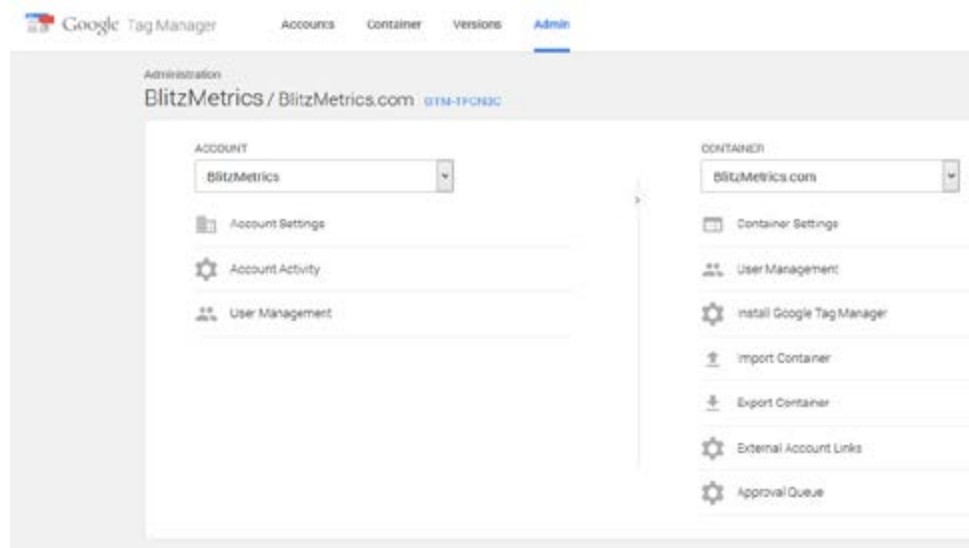 Google Tag Manager Accounts Container Versions Admin
Administration
BlitzMetrics / BlitzMetrics.com
ACCOUNT
BlitzMetrics
Account Settings
Account Activity
User Management
CONTAINER
BlitzMetrics.com
Container Settings
User Management
Install Google Tag Manager
Import Container
Export Container
External Account Links
Approval Queue